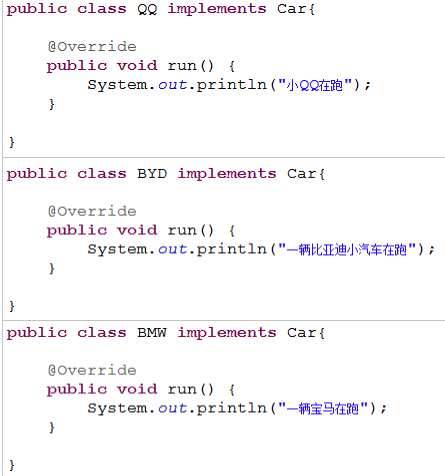 public class QQ implements Car{
@Override
public void run() {
System.out.println("小QQ在跑");
}
}
public class BYD implements Car{
@Override
public void run() {
System.out.println("一辆比亚迪小汽车在跑");
}
}
public class BMW implements Car{
@Override
public void run() {
System.out.println("一辆宝马在跑");
}
}